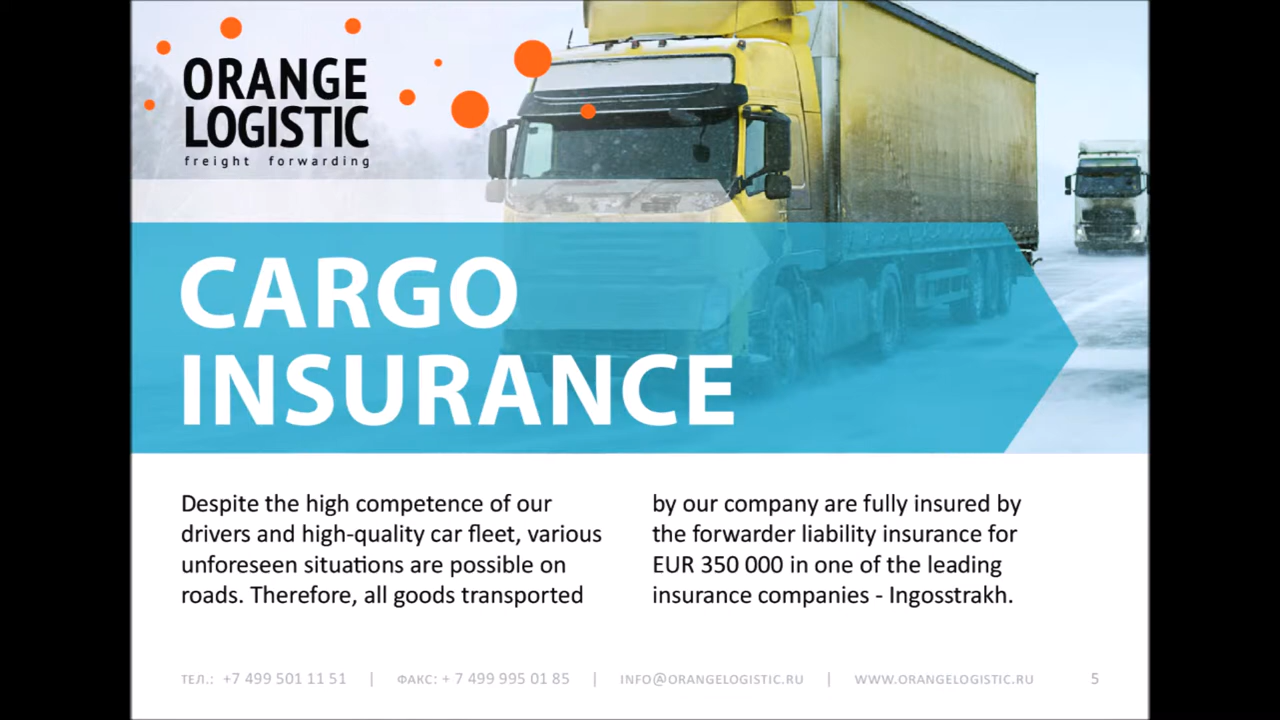 ORANGE
LOGISTIC
freight forwarding
CARGO
INSURANCE
Despite the high competence of our
drivers and high-quality car fleet, various
unforeseen situations are possible on
roads. Therefore, all goods transported
by our company are fully insured by
the forwarder liability insurance for
EUR 350 000 in one of the leading
insurance companies - Ingosstrakh.
ТЕЛ.: +7 499 501 11 51 | ФАКС: + 7 499 995 01 85 | INFO@ORANGELOGISTIC.RU | WWW.ORANGELOGISTIC.RU 5